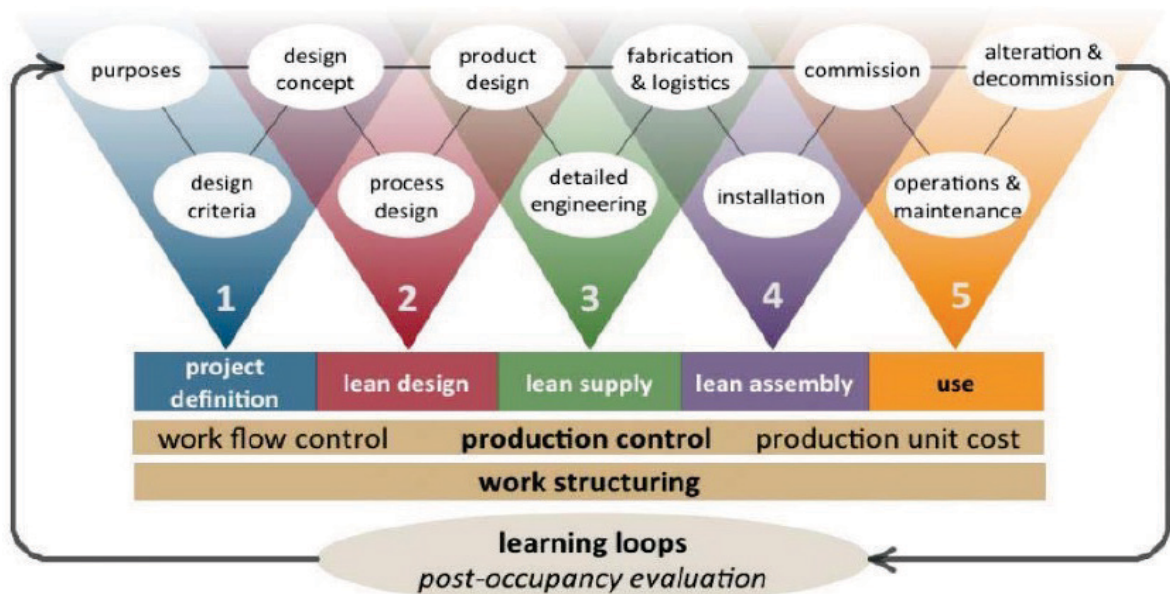 purposes
design
concept
product
design
fabrication
& logistics
commission
alteration &
decommission
design
criteria
process
design
detailed
engineering
installation
operations &
maintenance
1
2
3
4
5
project
definition
lean design
lean supply
lean assembly
use
work flow control
production control
production unit cost
work structuring
learning loops
post-occupancy evaluation